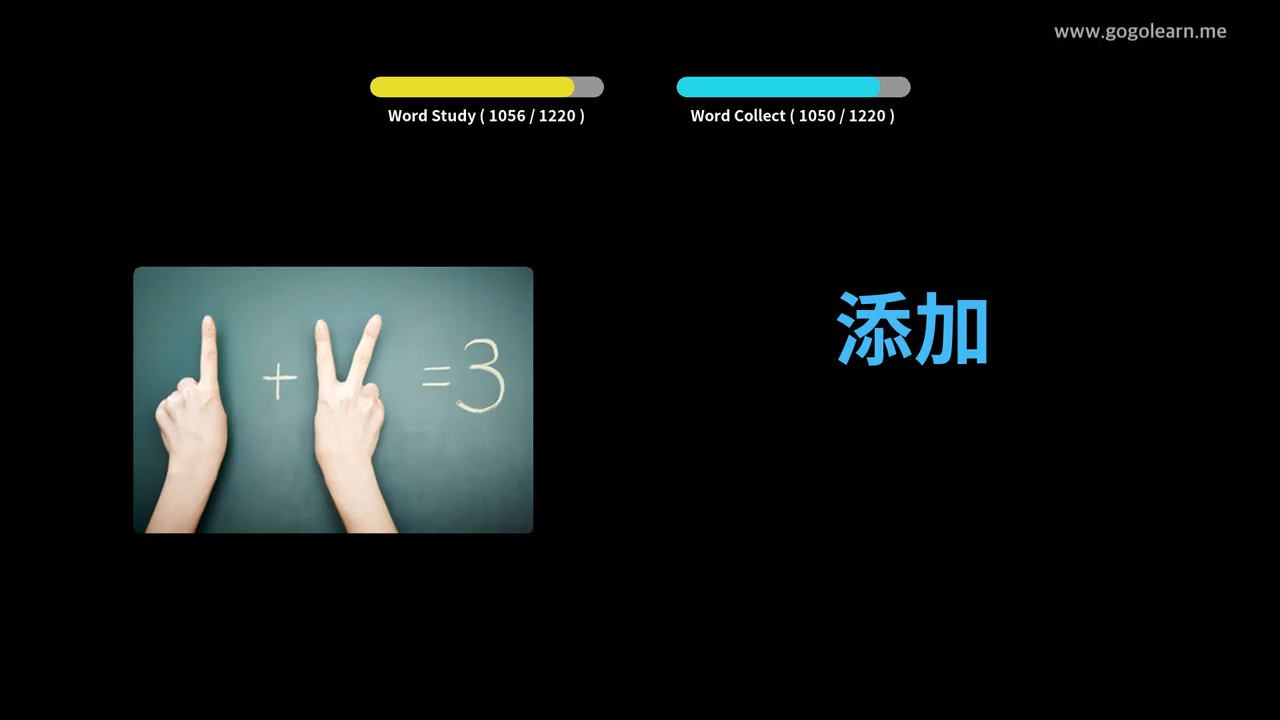 www.gogolearn.me
Word Study ( 1056 / 1220 )
Word Collect ( 1050 / 1220 )
添加
+ = 3